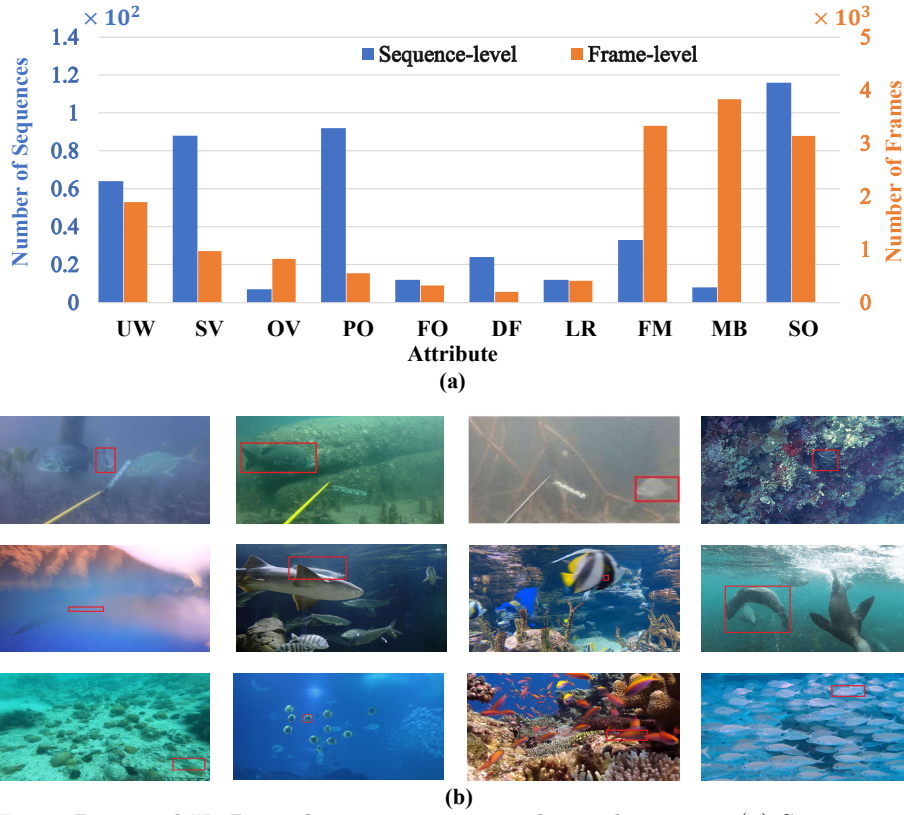 × 10² × 10³
Sequence-level Frame-level
Number of Sequences
1.4
1.2
1
0.8
0.6
0.4
0.2
0
Number of Frames
5
4
3
2
1
0
UW SV OV PO FO DF LR FM MB SO
Attribute
(a)
(b)